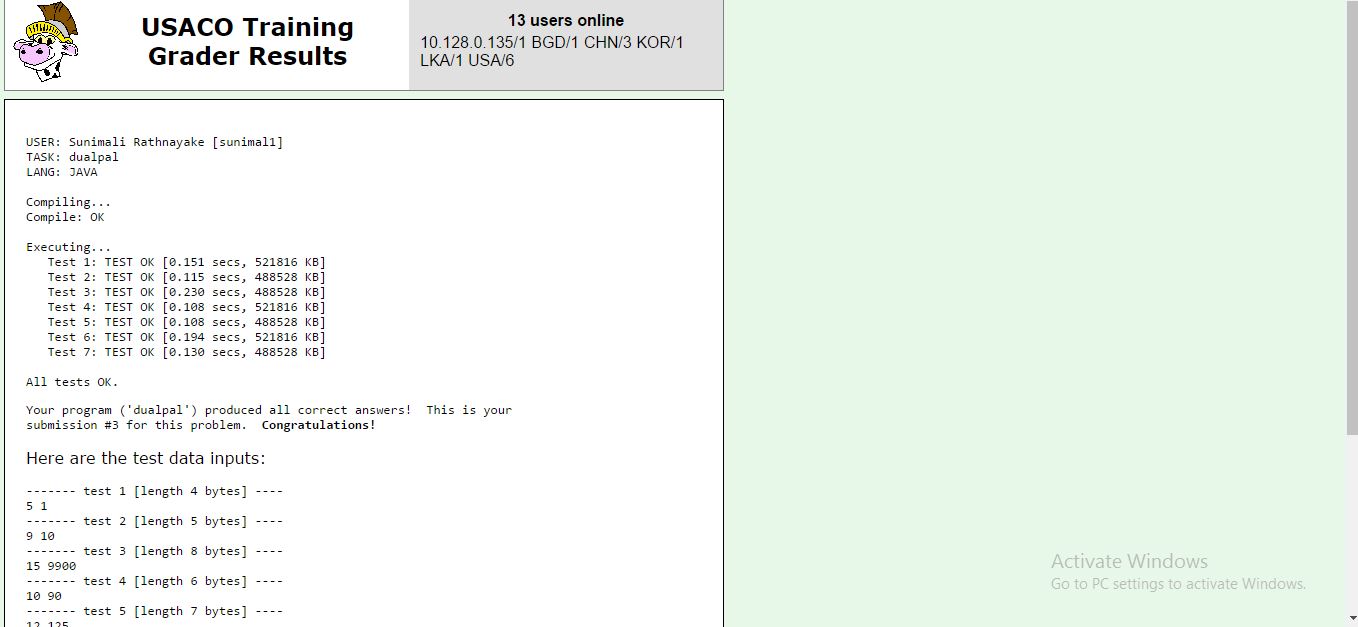 USACO Training
Grader Results
13 users online
10.128.0.135/1 BGD/1 CHN/3 KOR/1
LKA/1 USA/6
USER: Sunimali Rathnayake [sunimal1]
TASK: dualpal
LANG: JAVA
Compiling...
Compile: OK
Executing...
Test 1: TEST OK [0.151 secs, 521816 KB]
Test 2: TEST OK [0.115 secs, 488528 KB]
Test 3: TEST OK [0.230 secs, 488528 KB]
Test 4: TEST OK [0.108 secs, 521816 KB]
Test 5: TEST OK [0.108 secs, 488528 KB]
Test 6: TEST OK [0.194 secs, 521816 KB]
Test 7: TEST OK [0.130 secs, 488528 KB]
All tests OK.
Your program ('dualpal') produced all correct answers!  This is your
submission #3 for this problem.  Congratulations!
Here are the test data inputs:
------- test 1 [length 4 bytes] ----
5 1
------- test 2 [length 5 bytes] ----
9 10
------- test 3 [length 8 bytes] ----
15 9900
------- test 4 [length 6 bytes] ----
10 90
------- test 5 [length 7 bytes] ----
12 125
Activate Windows
Go to PC settings to activate Windows.